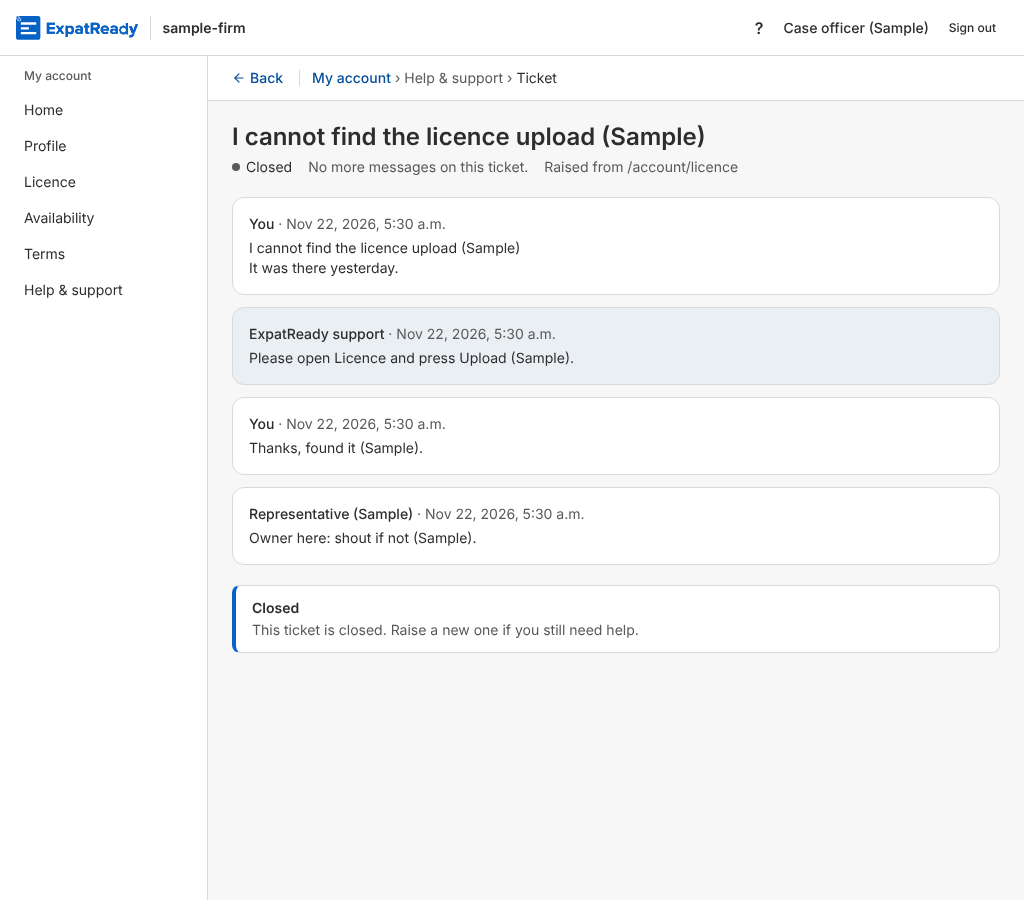 ExpatReady
sample-firm
?
Case officer (Sample)
Sign out
My account
Home
Profile
Licence
Availability
Terms
Help & support
← Back
My account › Help & support › Ticket
I cannot find the licence upload (Sample)
Closed
No more messages on this ticket.
Raised from /account/licence
You · Nov 22, 2026, 5:30 a.m.
I cannot find the licence upload (Sample)
It was there yesterday.
ExpatReady support · Nov 22, 2026, 5:30 a.m.
Please open Licence and press Upload (Sample).
You · Nov 22, 2026, 5:30 a.m.
Thanks, found it (Sample).
Representative (Sample) · Nov 22, 2026, 5:30 a.m.
Owner here: shout if not (Sample).
Closed
This ticket is closed. Raise a new one if you still need help.